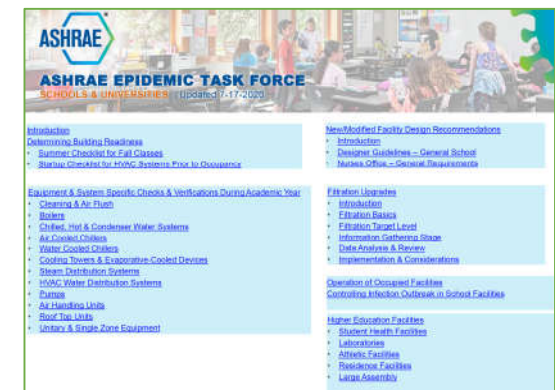 ASHRAE
ASHRAE EPIDEMIC TASK FORCE
SCHOOLS & UNIVERSITIES | Updated 7-17-2020
Introduction
Determining Building Readiness
• Summer Checklist for Fall Classes
• Startup Checklist for HVAC Systems Prior to Occupancy
Equipment & System Specific Checks & Verifications During Academic Year
• Cleaning & Air Flush
• Boilers
• Chilled, Hot & Condenser Water Systems
• Air Cooled Chillers
• Water Cooled Chillers
• Cooling Towers & Evaporative-Cooled Devices
• Steam Distribution Systems
• HVAC Water Distribution Systems
• Pumps
• Air Handling Units
• Roof Top Units
• Unitary & Single Zone Equipment
New/Modified Facility Design Recommendations
• Introduction
• Designer Guidelines – General School
• Nurses Office – General Requirements
Filtration Upgrades
• Introduction
• Filtration Basics
• Filtration Target Level
• Information Gathering Stage
• Data Analysis & Review
• Implementation & Considerations
Operation of Occupied Facilities
Controlling Infection Outbreak in School Facilities
Higher Education Facilities
• Student Health Facilities
• Laboratories
• Athletic Facilities
• Residence Facilities
• Large Assembly